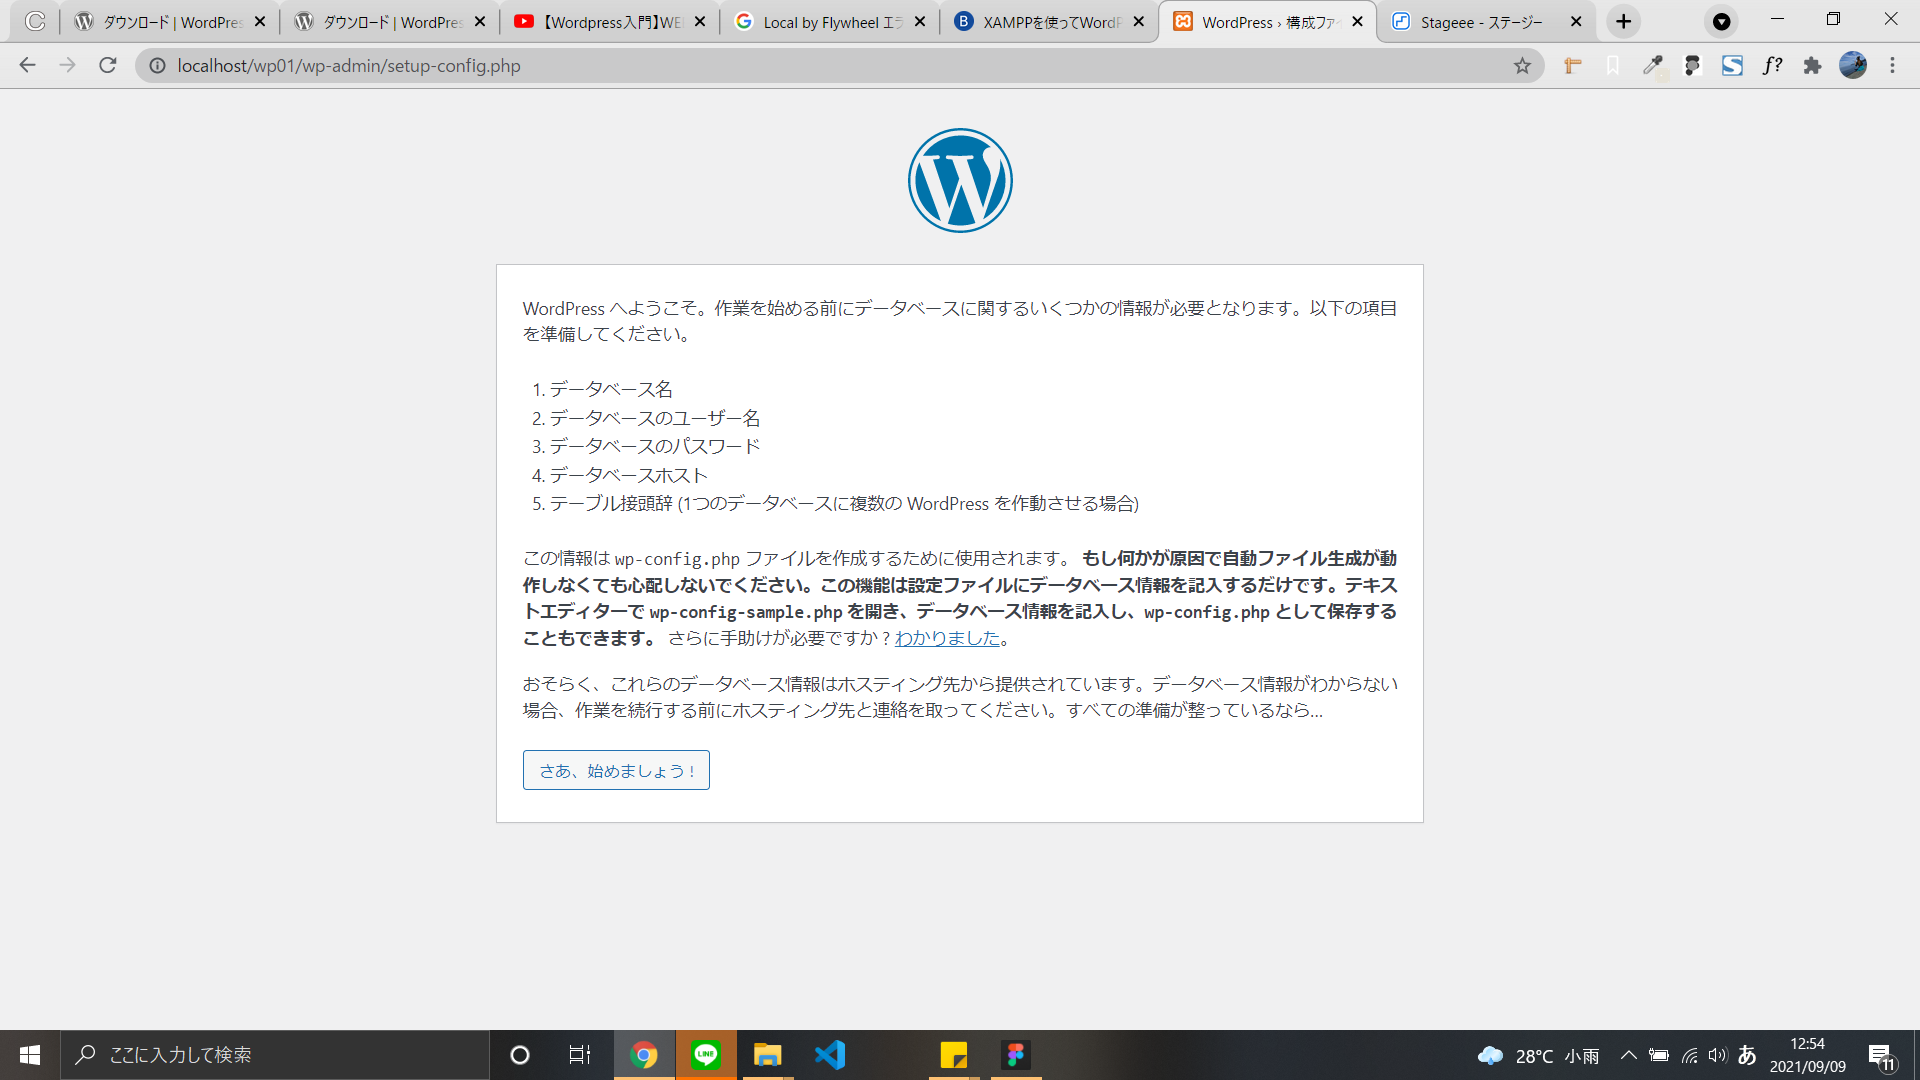 ダウンロード | WordPres
ダウンロード | WordPres
【Wordpress入門】WE
Local by Flywheel エラ
XAMPPを使ってWordP
WordPress › 構成ファイ
Stageee - ステージー
localhost/wp01/wp-admin/setup-config.php
f?
WordPress へようこそ。作業を始める前にデータベースに関するいくつかの情報が必要となります。以下の項目
を準備してください。
1. データベース名
2. データベースのユーザー名
3. データベースのパスワード
4. データベースホスト
5. テーブル接頭辞 (1つのデータベースに複数の WordPress を作動させる場合)
この情報は wp-config.php ファイルを作成するために使用されます。 もし何かが原因で自動ファイル生成が動
作しなくても心配しないでください。この機能は設定ファイルにデータベース情報を記入するだけです。テキス
トエディターで wp-config-sample.php を開き、データベース情報を記入し、wp-config.php として保存する
こともできます。 さらに手助けが必要ですか ? わかりました。
おそらく、これらのデータベース情報はホスティング先から提供されています。データベース情報がわからない
場合、作業を続行する前にホスティング先と連絡を取ってください。すべての準備が整っているなら…
さあ、始めましょう !
ここに入力して検索
LINE
28°C 小雨
あ
12:54
2021/09/09
11